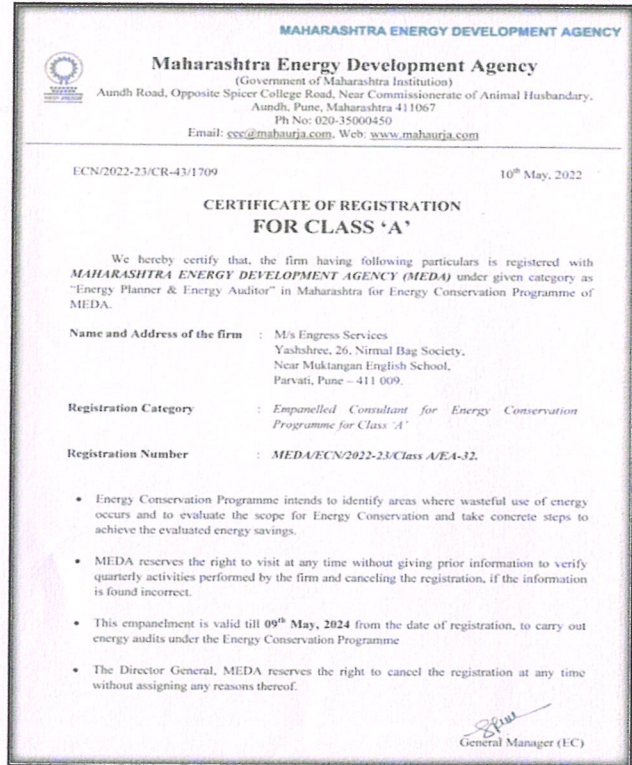 MAHARASHTRA ENERGY DEVELOPMENT AGENCY
Maharashtra Energy Development Agency
(Government of Maharashtra Institution)
Aundh Road, Opposite Spicer College Road, Near Commissionerate of Animal Husbandary,
Aundh, Pune, Maharashtra 411067
Ph No: 020-35000450
Email: eee@mahaurja.com, Web: www.mahaurja.com
ECN/2022-23/CR-43/1709
10th May, 2022
CERTIFICATE OF REGISTRATION
FOR CLASS ‘A’
We hereby certify that, the firm having following particulars is registered with
MAHARASHTRA ENERGY DEVELOPMENT AGENCY (MEDA) under given category as
“Energy Planner & Energy Auditor” in Maharashtra for Energy Conservation Programme of
MEDA.
Name and Address of the firm : M/s Engress Services
Yashshree, 26, Nirmal Bag Society,
Near Muktangan English School,
Parvati, Pune – 411 009.
Registration Category : Empanelled Consultant for Energy Conservation
Programme for Class ‘A’
Registration Number : MEDA/ECN/2022-23/Class A/EA-32.
• Energy Conservation Programme intends to identify areas where wasteful use of energy
occurs and to evaluate the scope for Energy Conservation and take concrete steps to
achieve the evaluated energy savings.
• MEDA reserves the right to visit at any time without giving prior information to verify
quarterly activities performed by the firm and canceling the registration, if the information
is found incorrect.
• This empanelment is valid till 09th May, 2024 from the date of registration, to carry out
energy audits under the Energy Conservation Programme
• The Director General, MEDA reserves the right to cancel the registration at any time
without assigning any reasons thereof.
General Manager (EC)